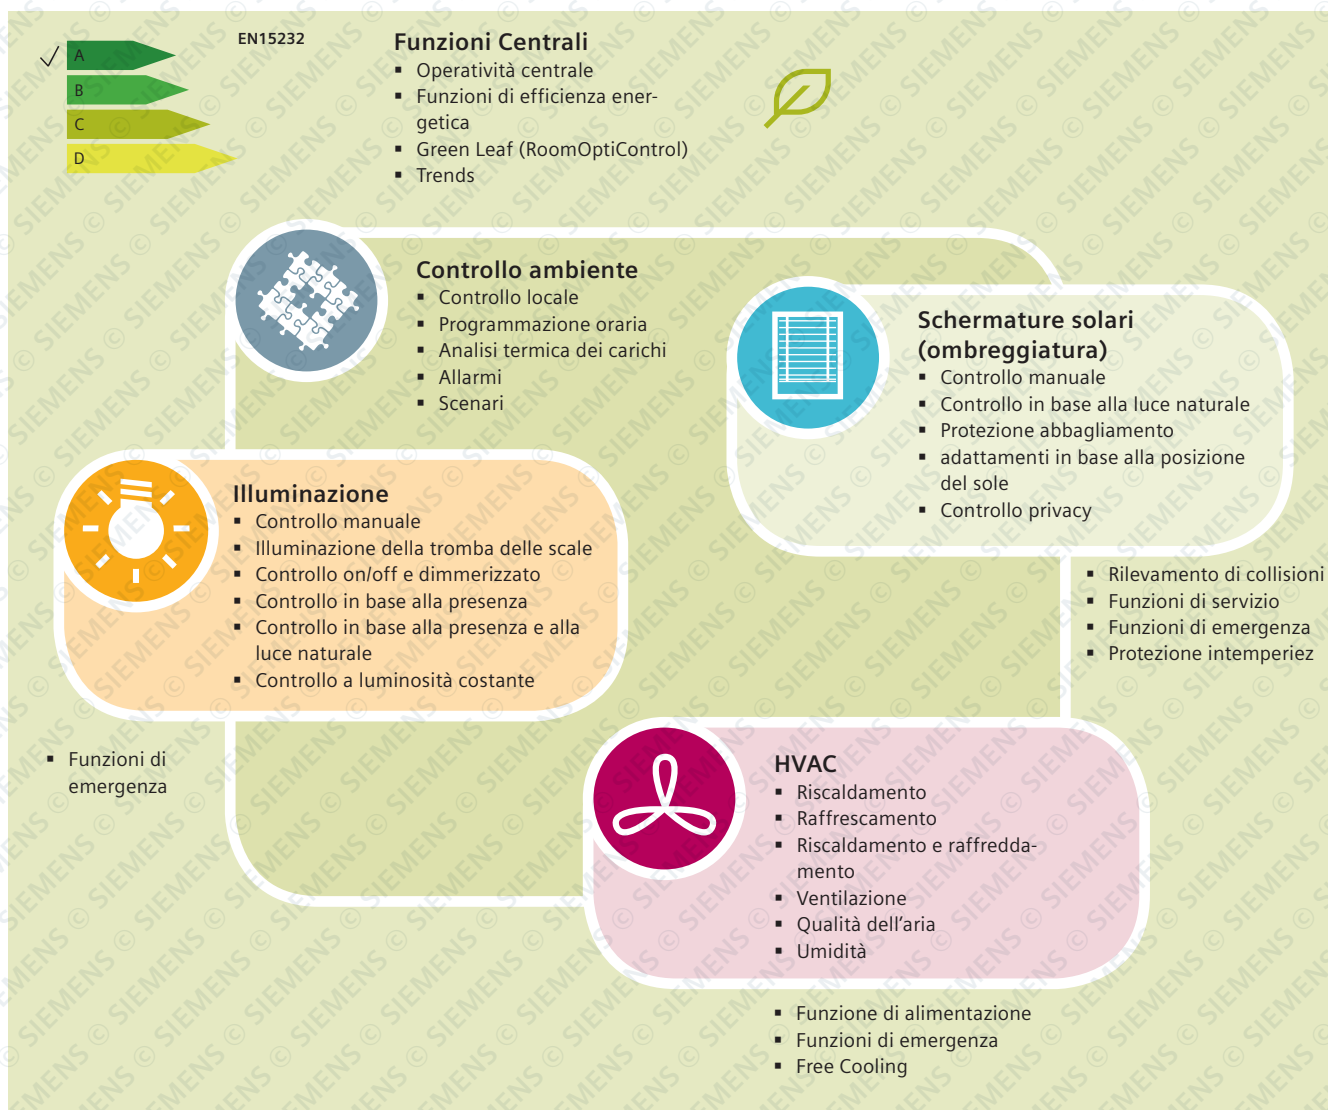 A
B
C
D
EN15232
Funzioni Centrali
▪ Operatività centrale
▪ Funzioni di efficienza ener-
getica
▪ Green Leaf (RoomOptiControl)
▪ Trends
Controllo ambiente
▪ Controllo locale
▪ Programmazione oraria
▪ Analisi termica dei carichi
▪ Allarmi
▪ Scenari
Schermature solari
(ombreggiatura)
▪ Controllo manuale
▪ Controllo in base alla luce naturale
▪ Protezione abbagliamento
▪ adattamenti in base alla posizione
del sole
▪ Controllo privacy
Illuminazione
▪ Controllo manuale
▪ Illuminazione della tromba delle scale
▪ Controllo on/off e dimmerizzato
▪ Controllo in base alla presenza
▪ Controllo in base alla presenza e alla
luce naturale
▪ Controllo a luminosità costante
▪ Rilevamento di collisioni
▪ Funzioni di servizio
▪ Funzioni di emergenza
▪ Protezione intemperiez
▪ Funzioni di
emergenza
HVAC
▪ Riscaldamento
▪ Raffrescamento
▪ Riscaldamento e raffredda-
mento
▪ Ventilazione
▪ Qualità dell'aria
▪ Umidità
▪ Funzione di alimentazione
▪ Funzioni di emergenza
▪ Free Cooling
© SIEMENS